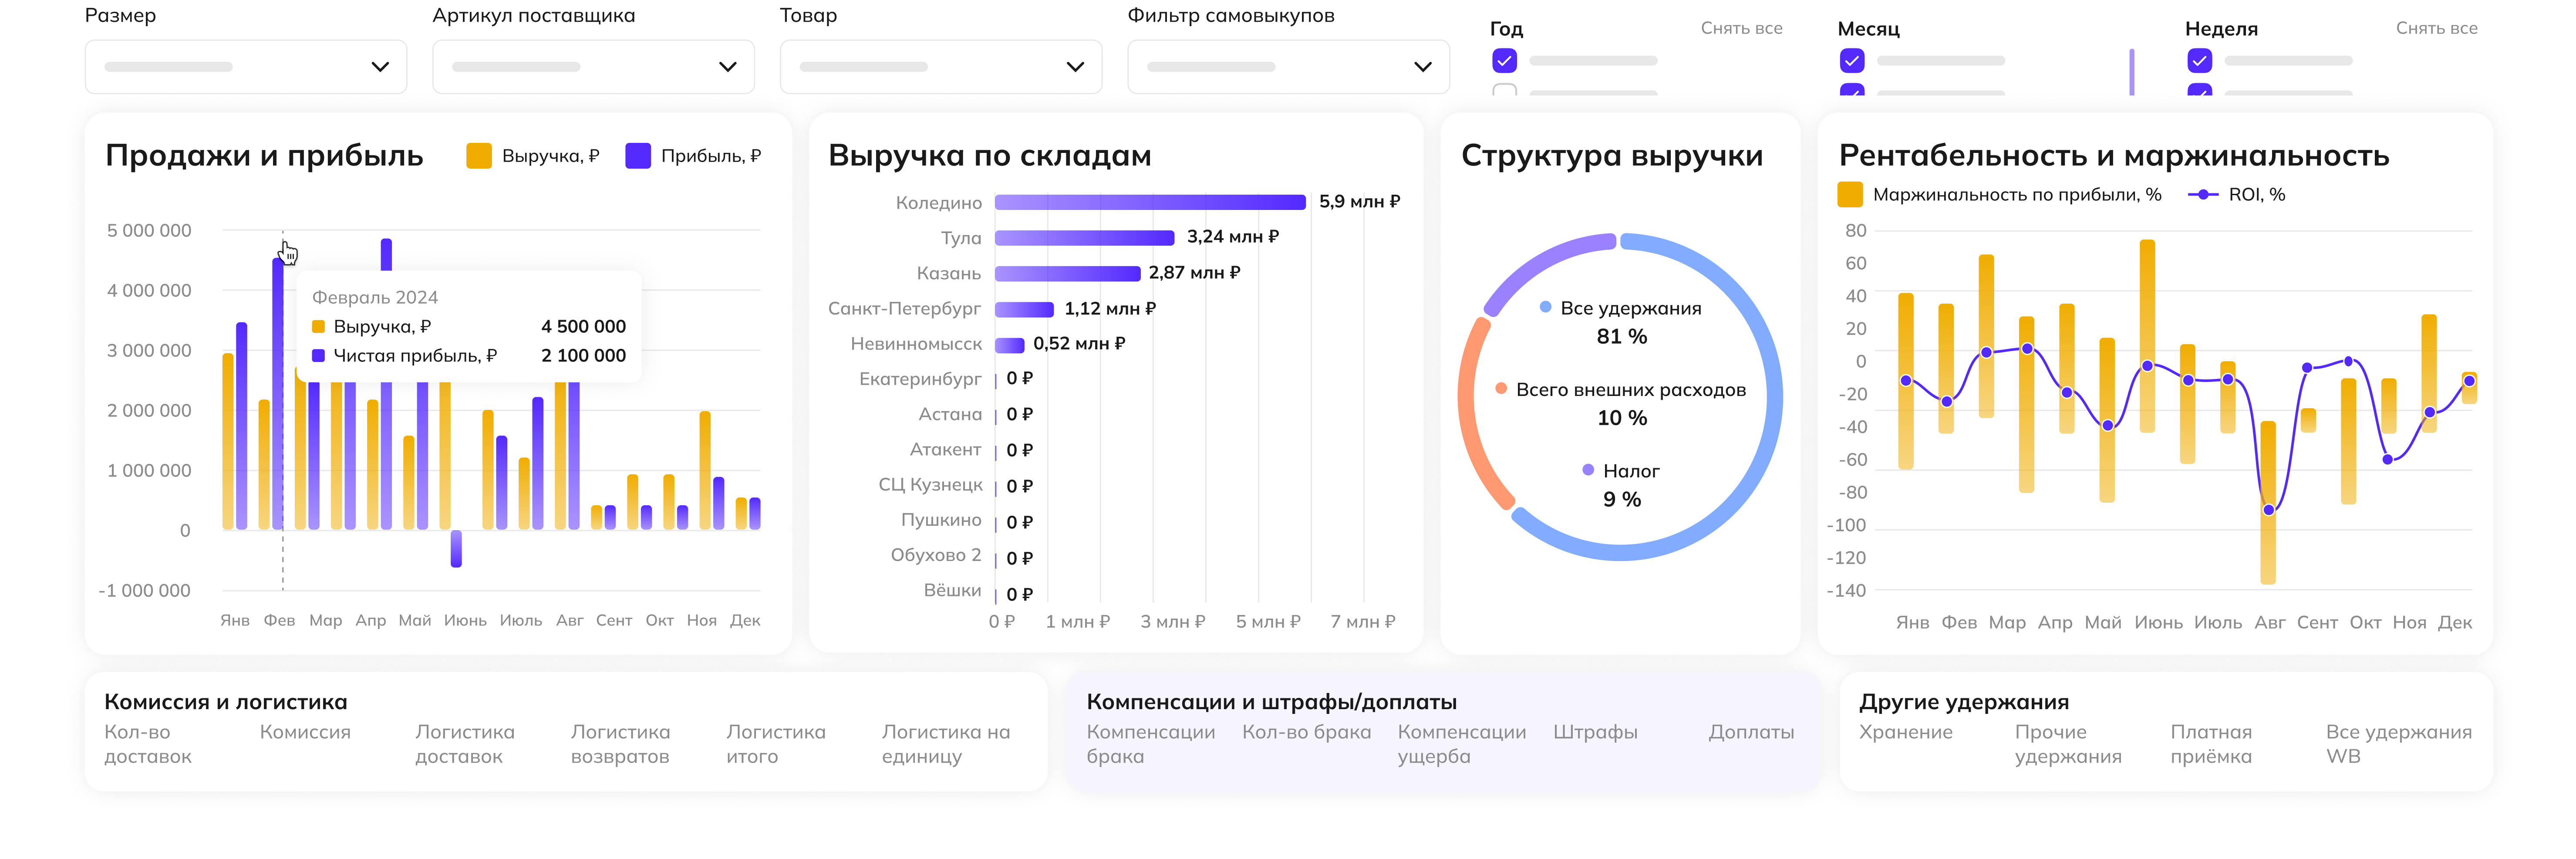 Размер
Артикул поставщика
Товар
Фильтр самовыкупов
Год
Снять все
Месяц
Неделя
Снять все
Продажи и прибыль
Выручка, ₽
Прибыль, ₽
5 000 000
4 000 000
3 000 000
2 000 000
1 000 000
0
-1 000 000
Февраль 2024
Выручка, ₽ 4 500 000
Чистая прибыль, ₽ 2 100 000
Янв Фев Мар Апр Май Июнь Июль Авг Сент Окт Ноя Дек
Выручка по складам
Коледино 5,9 млн ₽
Тула 3,24 млн ₽
Казань 2,87 млн ₽
Санкт-Петербург 1,12 млн ₽
Невинномысск 0,52 млн ₽
Екатеринбург 0 ₽
Астана 0 ₽
Атакент 0 ₽
СЦ Кузнецк 0 ₽
Пушкино 0 ₽
Обухово 2 0 ₽
Вёшки 0 ₽
0 ₽ 1 млн ₽ 3 млн ₽ 5 млн ₽ 7 млн ₽
Структура выручки
Все удержания
81 %
Всего внешних расходов
10 %
Налог
9 %
Рентабельность и маржинальность
Маржинальность по прибыли, %
ROI, %
80
60
40
20
0
-20
-40
-60
-80
-100
-120
-140
Янв Фев Мар Апр Май Июнь Июль Авг Сент Окт Ноя Дек
Комиссия и логистика
Кол-во доставок
Комиссия
Логистика доставок
Логистика возвратов
Логистика итого
Логистика на единицу
Компенсации и штрафы/доплаты
Компенсации брака
Кол-во брака
Компенсации ущерба
Штрафы
Доплаты
Другие удержания
Хранение
Прочие удержания
Платная приёмка
Все удержания WB